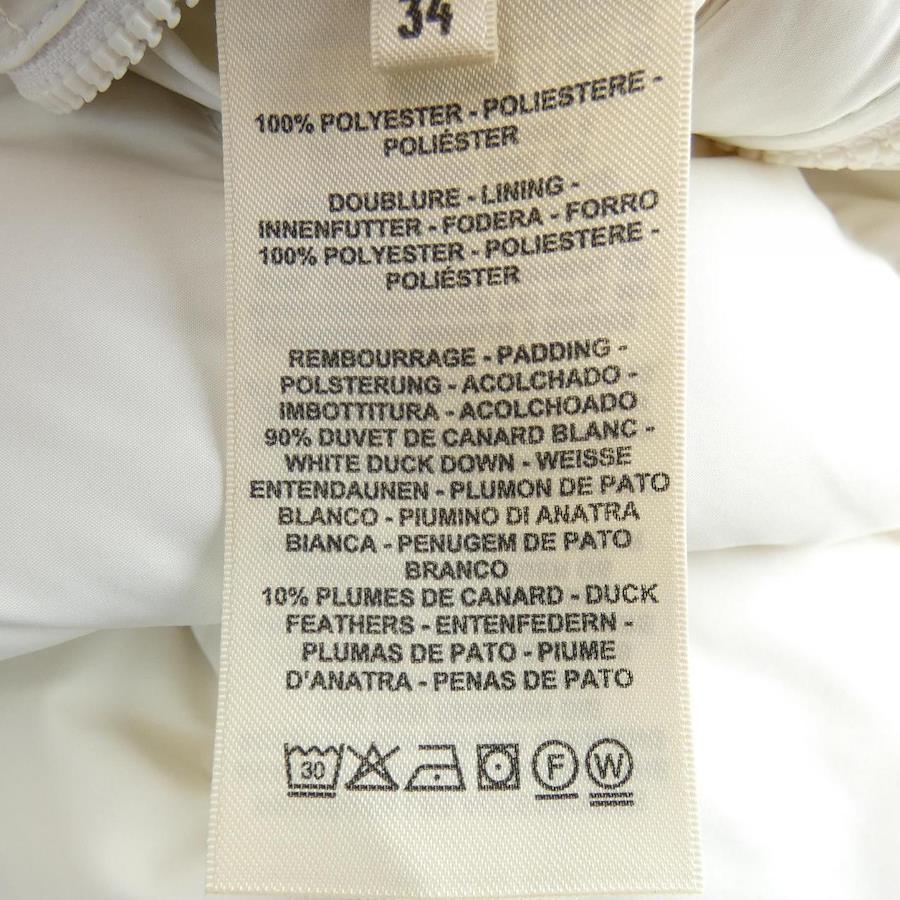 34
100% POLYESTER - POLIESTERE -
POLIÉSTER
DOUBLURE - LINING -
INNENFUTTER - FODERA - FORRO
100% POLYESTER - POLIESTERE -
POLIÉSTER
REMBOURRAGE - PADDING -
POLSTERUNG - ACOLCHADO -
IMBOTTITURA - ACOLCHOADO
90% DUVET DE CANARD BLANC -
WHITE DUCK DOWN - WEISSE
ENTENDAUNEN - PLUMON DE PATO
BLANCO - PIUMINO DI ANATRA
BIANCA - PENUGEM DE PATO
BRANCO
10% PLUMES DE CANARD - DUCK
FEATHERS - ENTENFEDERN -
PLUMAS DE PATO - PIUME
D'ANATRA - PENAS DE PATO
30 F W